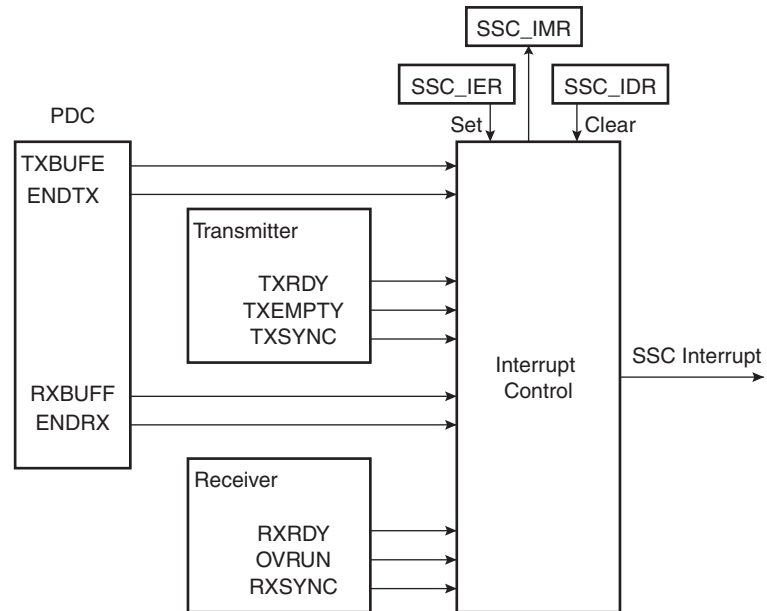 SSC_IMR
SSC_IER
SSC_IDR
Set
Clear
PDC
TXBUFE
ENDTX
Transmitter
TXRDY
TXEMPTY
TXSYNC
RXBUFF
ENDRX
Interrupt
Control
SSC Interrupt
Receiver
RXRDY
OVRUN
RXSYNC